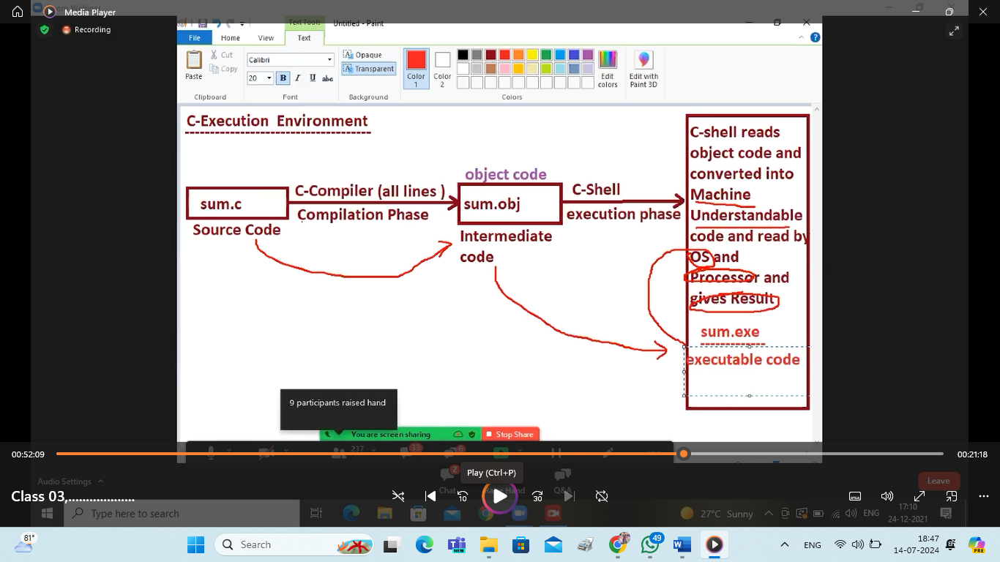 Media Player
Recording
Text Tools
Untitled - Paint
File
Home
View
Text
Paste
Cut
Copy
Clipboard
Calibri
20
B
I
U
abc
Font
Opaque
Transparent
Background
Color
1
Color
2
Edit
colors
Colors
Edit with
Paint 3D
C-Execution Environment
sum.c
Source Code
C-Compiler (all lines )
Compilation Phase
object code
sum.obj
Intermediate
code
C-Shell
execution phase
C-shell reads
object code and
converted into
Machine
Understandable
code and read by
OS and
Processor and
gives Result
sum.exe
executable code
9 participants raised hand
You are screen sharing
Stop Share
237
33
6
00:52:09
00:21:18
Play (Ctrl+P)
Audio Settings
2
Chat
Raise Hand
Q&A
Leave
Class 03,...................
10
30
Type here to search
27°C Sunny
ENG
17:10
24-12-2021
81°
Search
NEW
49
ENG
18:47
14-07-2024
PRE